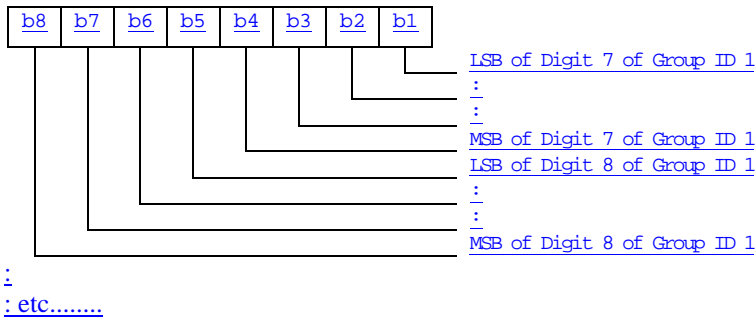 b8 b7 b6 b5 b4 b3 b2 b1
LSB of Digit 7 of Group ID 1
:
:
MSB of Digit 7 of Group ID 1
LSB of Digit 8 of Group ID 1
:
:
MSB of Digit 8 of Group ID 1
:
: etc........